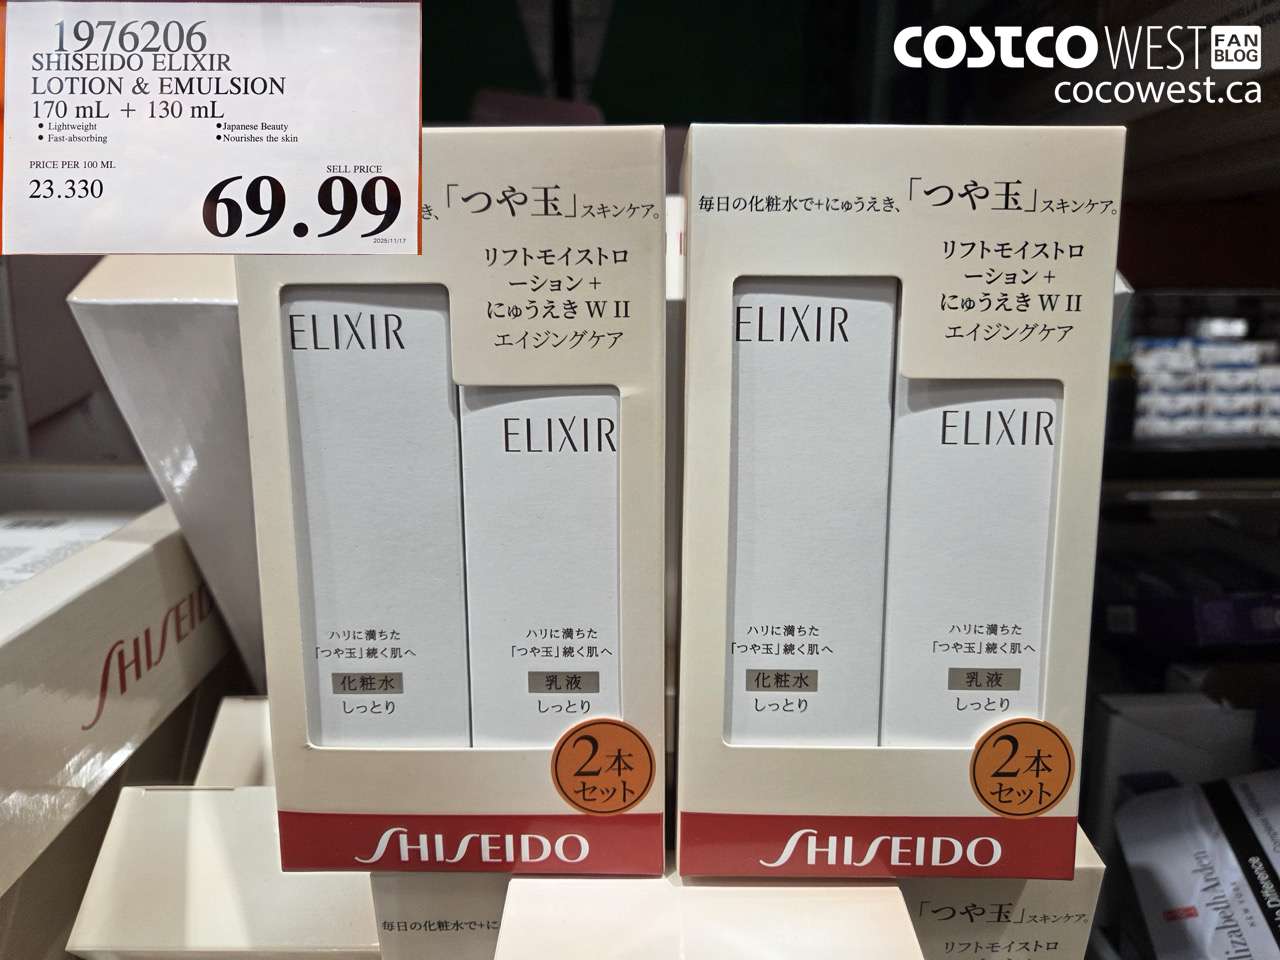 1976206
SHISEIDO ELIXIR
LOTION & EMULSION
170 mL + 130 mL
• Lightweight
• Fast-absorbing
• Japanese Beauty
• Nourishes the skin
PRICE PER 100 ML
23.330
SELL PRICE
69.99
2025/11/17
COSTCO WEST FAN BLOG
cocowest.ca
き、「つや玉」スキンケア。
リフトモイストロ
ーション +
にゅうえき W II
エイジングケア
ELIXIR
ELIXIR
ハリに満ちた
「つや玉」続く肌へ
化粧水
しっとり
ハリに満ちた
「つや玉」続く肌へ
乳液
しっとり
2本
セット
SHISEIDO
毎日の化粧水で+にゅうえき、「つや玉」スキンケア。
リフトモイストロ
ーション +
にゅうえき W II
エイジングケア
ELIXIR
ELIXIR
ハリに満ちた
「つや玉」続く肌へ
化粧水
しっとり
ハリに満ちた
「つや玉」続く肌へ
乳液
しっとり
2本
セット
SHISEIDO
SHISEID
毎日の化粧水で+に
「つや玉」スキンケア。
リフトモイストロ
lizabeth Arden
NEW YORK